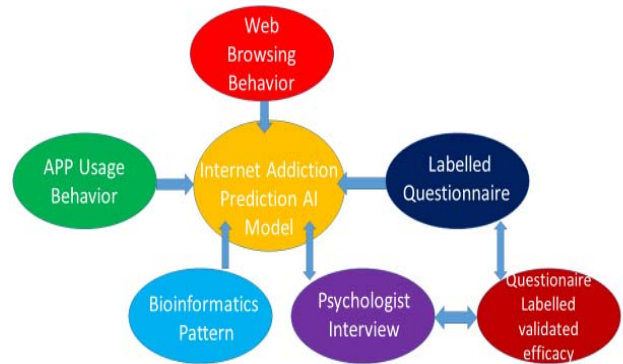 Web
Browsing
Behavior
APP Usage
Behavior
Internet Addiction
Prediction AI
Model
Labelled
Questionnaire
Bioinformatics
Pattern
Psychologist
Interview
Questionaire
Labelled
validated
efficacy